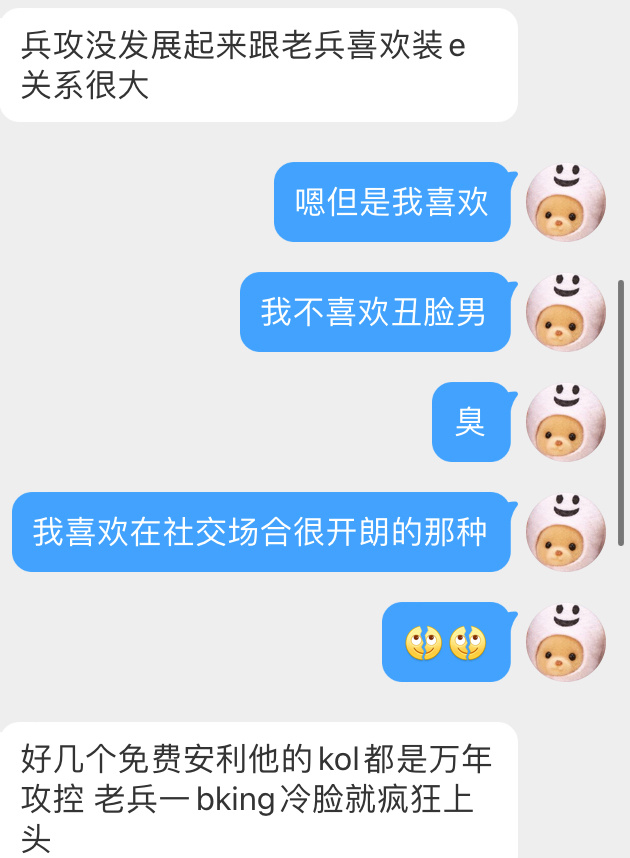 兵攻没发展起来跟老兵喜欢装e
关系很大
嗯但是我喜欢
我不喜欢丑脸男
臭
我喜欢在社交场合很开朗的那种
好几个免费安利他的kol都是万年
攻控 老兵一bking冷脸就疯狂上
头